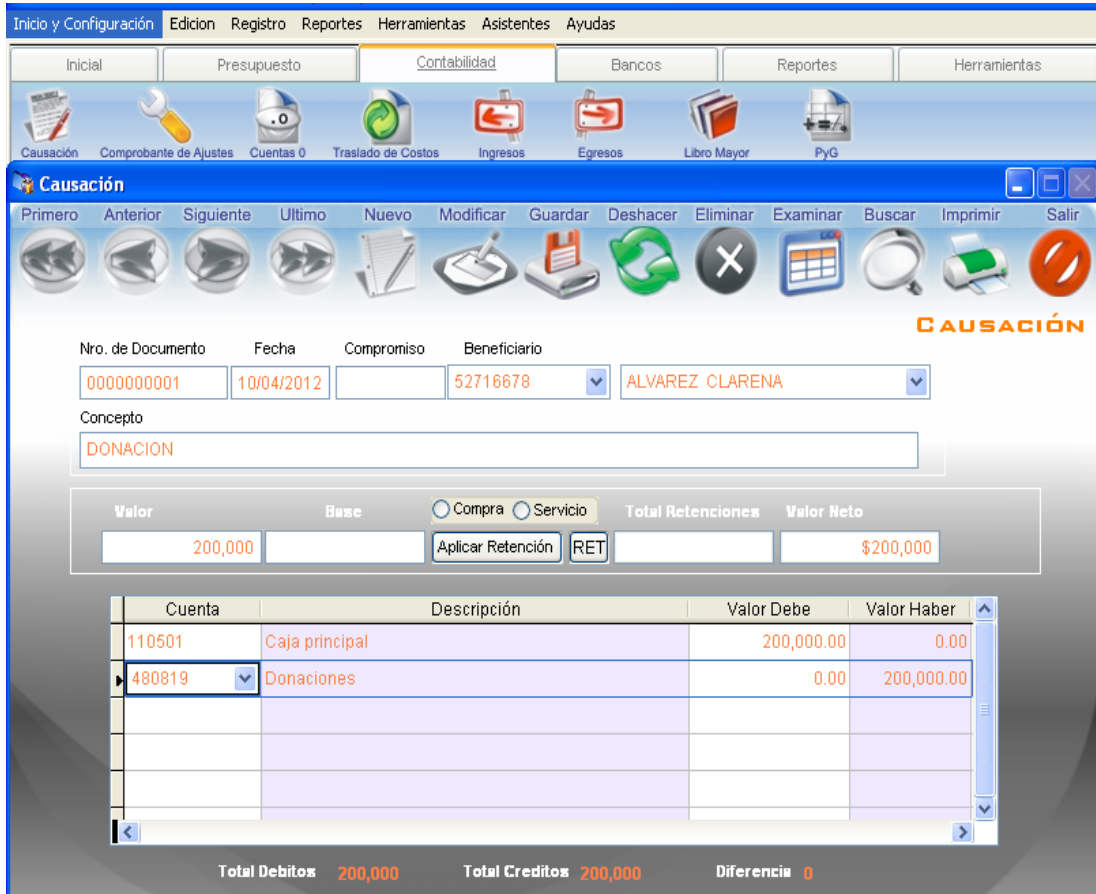 Inicio y Configuración Edicion Registro Reportes Herramientas Asistentes Ayudas
Inicial Presupuesto Contabilidad Bancos Reportes Herramientas
.0
Causación Comprobante de Ajustes Cuentas 0 Traslado de Costos Ingresos Egresos Libro Mayor PyG
Causación
Primero Anterior Siguiente Ultimo Nuevo Modificar Guardar Deshacer Eliminar Examinar Buscar Imprimir Salir
CAUSACIÓN
Nro. de Documento Fecha Compromiso Beneficiario
0000000001 10/04/2012 52716678 ALVAREZ CLARENA
Concepto
DONACION
Valor Base Compra Servicio Total Retenciones Valor Neto
200,000 Aplicar Retención RET $200,000
Cuenta Descripción Valor Debe Valor Haber
110501 Caja principal 200,000.00 0.00
480819 Donaciones 0.00 200,000.00
Total Debitos 200,000 Total Creditos 200,000 Diferencia 0